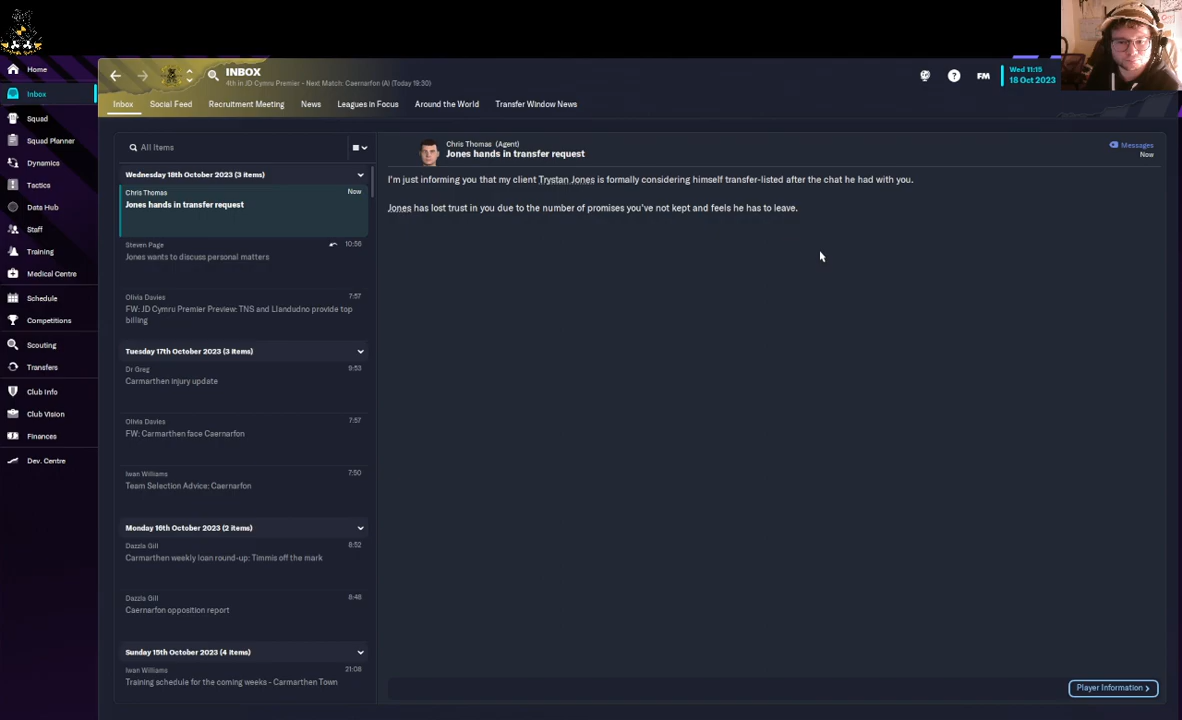 Home
INBOX
4th in JD Cymru Premier - Next Match: Caernarfon (A) (Today 19:30)
FM
Wed 11:15
18 Oct 2023
Inbox
Squad
Squad Planner
Dynamics
Tactics
Data Hub
Staff
Training
Medical Centre
Schedule
Competitions
Scouting
Transfers
Club Info
Club Vision
Finances
Dev. Centre
Inbox Social Feed Recruitment Meeting News Leagues in Focus Around the World Transfer Window News
All Items
Wednesday 18th October 2023 (3 items)
Chris Thomas Now
Jones hands in transfer request
Steven Page 10:56
Jones wants to discuss personal matters
Olivia Davies 7:57
FW: JD Cymru Premier Preview: TNS and Llandudno provide top
billing
Tuesday 17th October 2023 (3 items)
Dr Greg 9:53
Carmarthen injury update
Olivia Davies 7:57
FW: Carmarthen face Caernarfon
Iwan Williams 7:50
Team Selection Advice: Caernarfon
Monday 16th October 2023 (2 items)
Dazzla Gill 8:52
Carmarthen weekly loan round-up: Timmis off the mark
Dazzla Gill 8:48
Caernarfon opposition report
Sunday 15th October 2023 (4 items)
Iwan Williams 21:08
Training schedule for the coming weeks - Carmarthen Town
Chris Thomas (Agent)
Jones hands in transfer request
Messages
Now
I'm just informing you that my client Trystan Jones is formally considering himself transfer-listed after the chat he had with you.
Jones has lost trust in you due to the number of promises you've not kept and feels he has to leave.
Player Information >